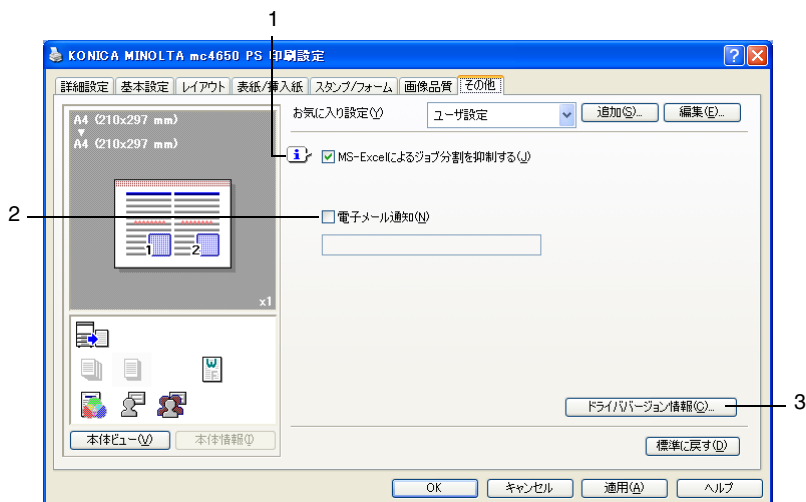 1
KONICA MINOLTA mc4650 PS 印刷設定
詳細設定 基本設定 レイアウト 表紙/挿入紙 スタンプ/フォーム 画像品質 その他
A4 (210x297 mm)
A4 (210x297 mm)
お気に入り設定(Y) ユーザ設定 追加(S)... 編集(E)...
MS-Excelによるジョブ分割を抑制する(J)
2
電子メール通知(N)
1 2
x1
W
F
ドライババージョン情報(C)...
3
本体ビュー(V) 本体情報(I)
標準に戻す(D)
OK キャンセル 適用(A) ヘルプ